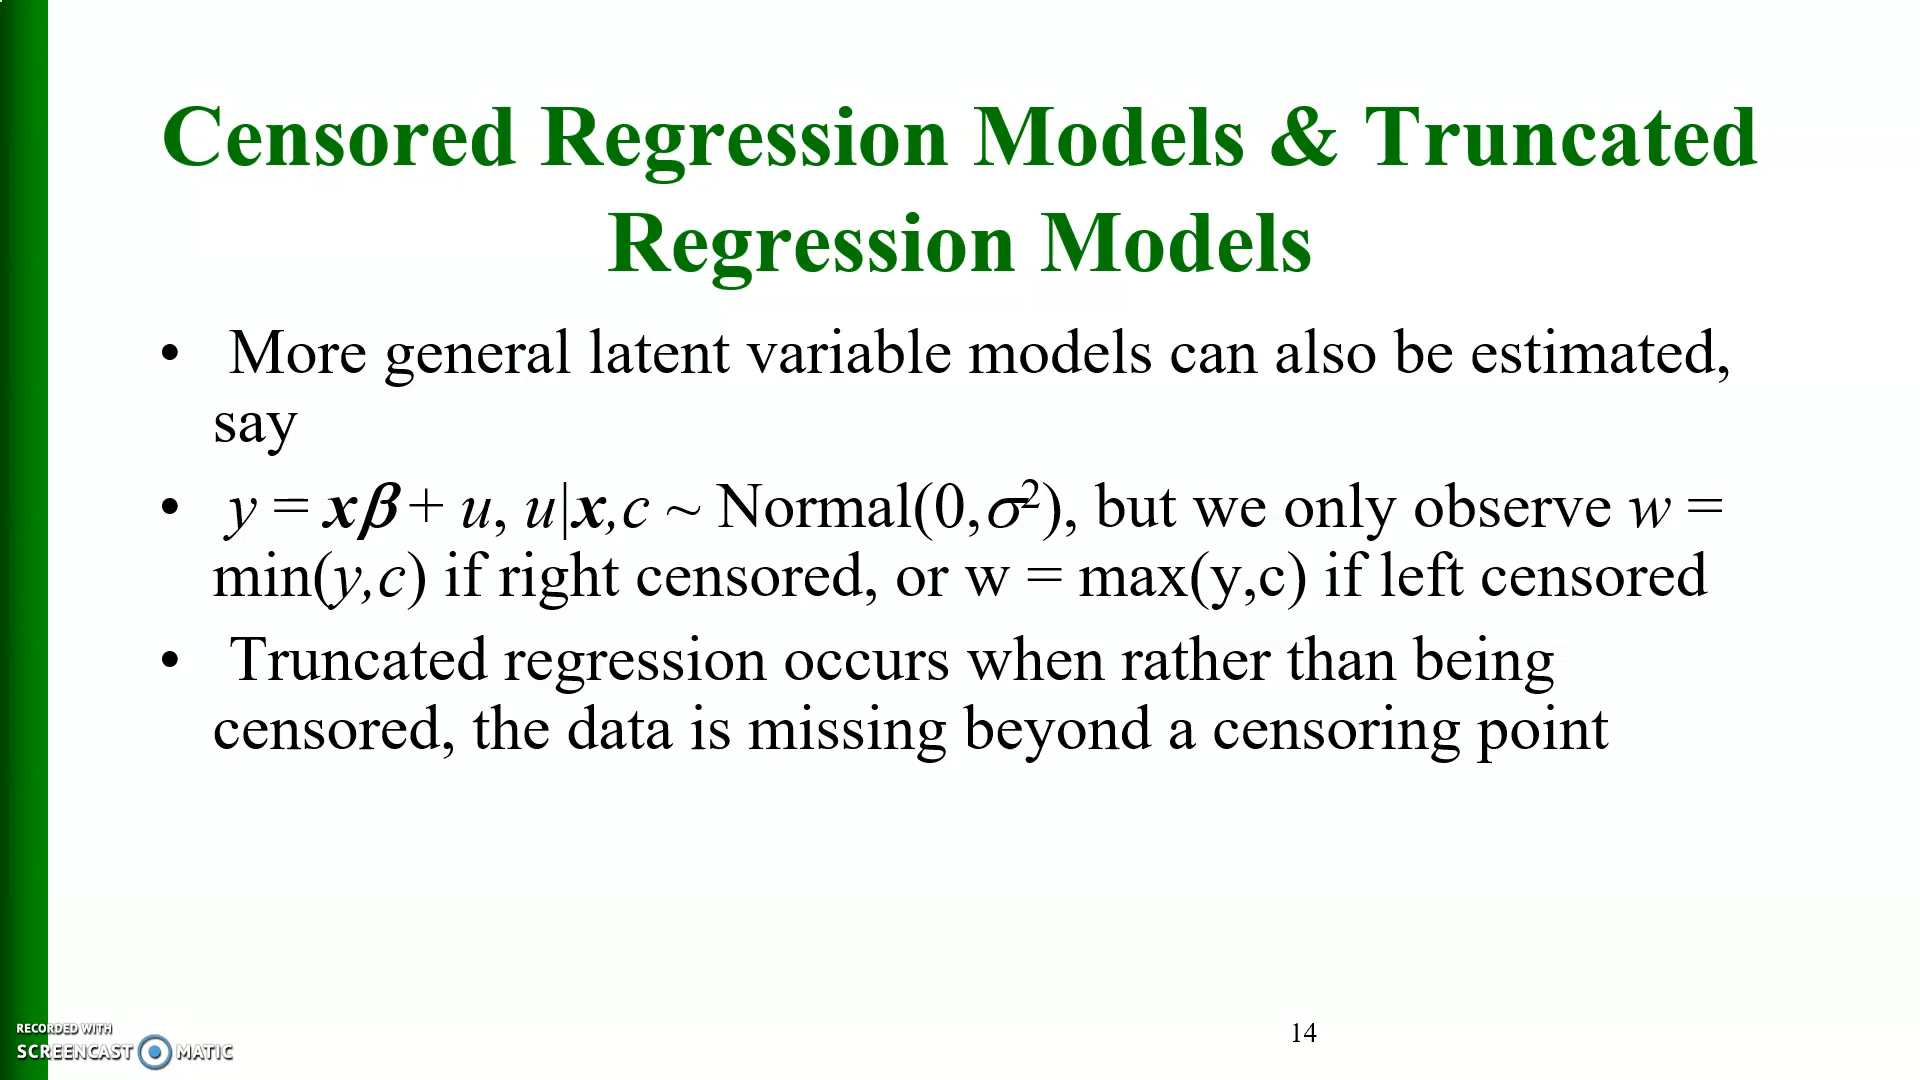 Censored Regression Models & Truncated
Regression Models
• More general latent variable models can also be estimated,
say
• y = xβ + u, u|x,c ~ Normal(0,σ²), but we only observe w =
min(y,c) if right censored, or w = max(y,c) if left censored
• Truncated regression occurs when rather than being
censored, the data is missing beyond a censoring point
14
RECORDED WITH
SCREENCAST MATIC